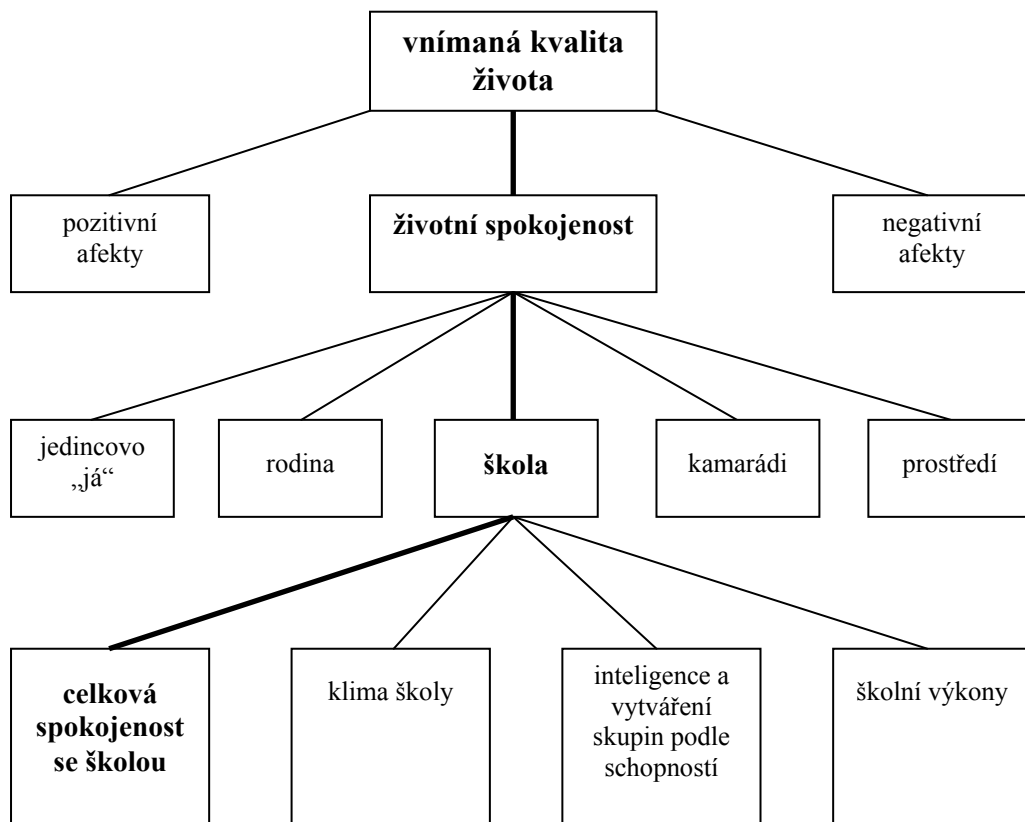 vnímaná kvalita
života
pozitivní
afekty
životní spokojenost
negativní
afekty
jedincovo
„já“
rodina
škola
kamarádi
prostředí
celková
spokojenost
se školou
klima školy
inteligence a
vytváření
skupin podle
schopností
školní výkony